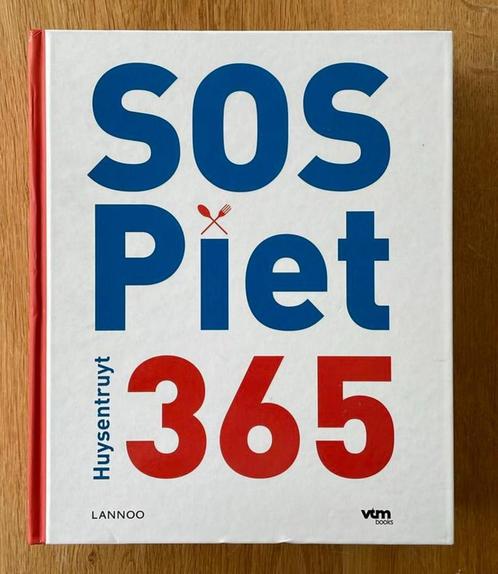 SOS
Piet
Huysentruyt
365
LANNOO
vtm
books